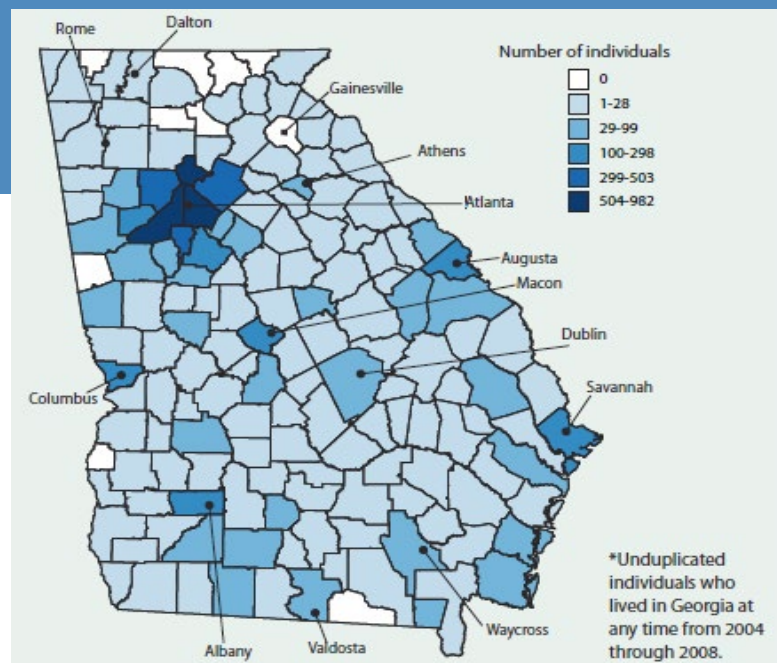 Rome
Dalton
Number of individuals
0
1-28
29-99
100-298
299-503
504-982
Gainesville
Athens
Atlanta
Augusta
Macon
Dublin
Savannah
Columbus
Albany
Valdosta
Waycross
*Unduplicated
individuals who
lived in Georgia at
any time from 2004
through 2008.